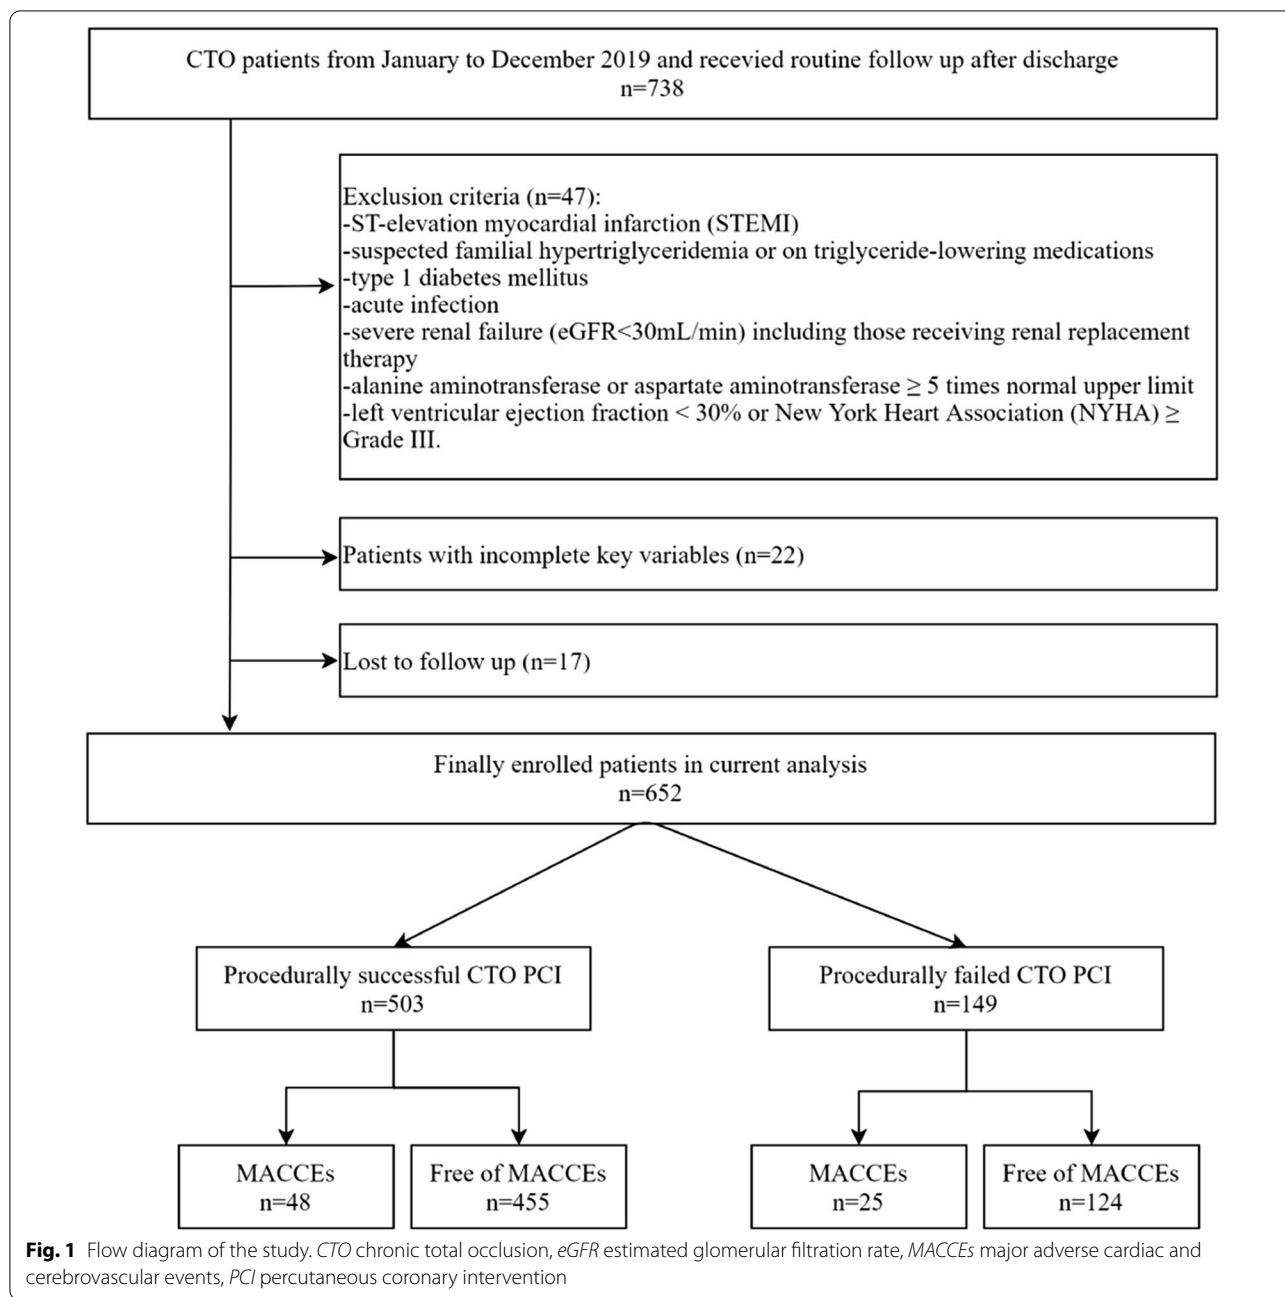 CTO patients from January to December 2019 and recevied routine follow up after discharge
n=738
Exclusion criteria (n=47):
-ST-elevation myocardial infarction (STEMI)
-suspected familial hypertriglyceridemia or on triglyceride-lowering medications
-type 1 diabetes mellitus
-acute infection
-severe renal failure (eGFR<30mL/min) including those receiving renal replacement
therapy
-alanine aminotransferase or aspartate aminotransferase ≥ 5 times normal upper limit
-left ventricular ejection fraction < 30% or New York Heart Association (NYHA) ≥
Grade III.
Patients with incomplete key variables (n=22)
Lost to follow up (n=17)
Finally enrolled patients in current analysis
n=652
Procedurally successful CTO PCI
n=503
Procedurally failed CTO PCI
n=149
MACCEs
n=48
Free of MACCEs
n=455
MACCEs
n=25
Free of MACCEs
n=124
Fig. 1 Flow diagram of the study. CTO chronic total occlusion, eGFR estimated glomerular filtration rate, MACCEs major adverse cardiac and
cerebrovascular events, PCI percutaneous coronary intervention